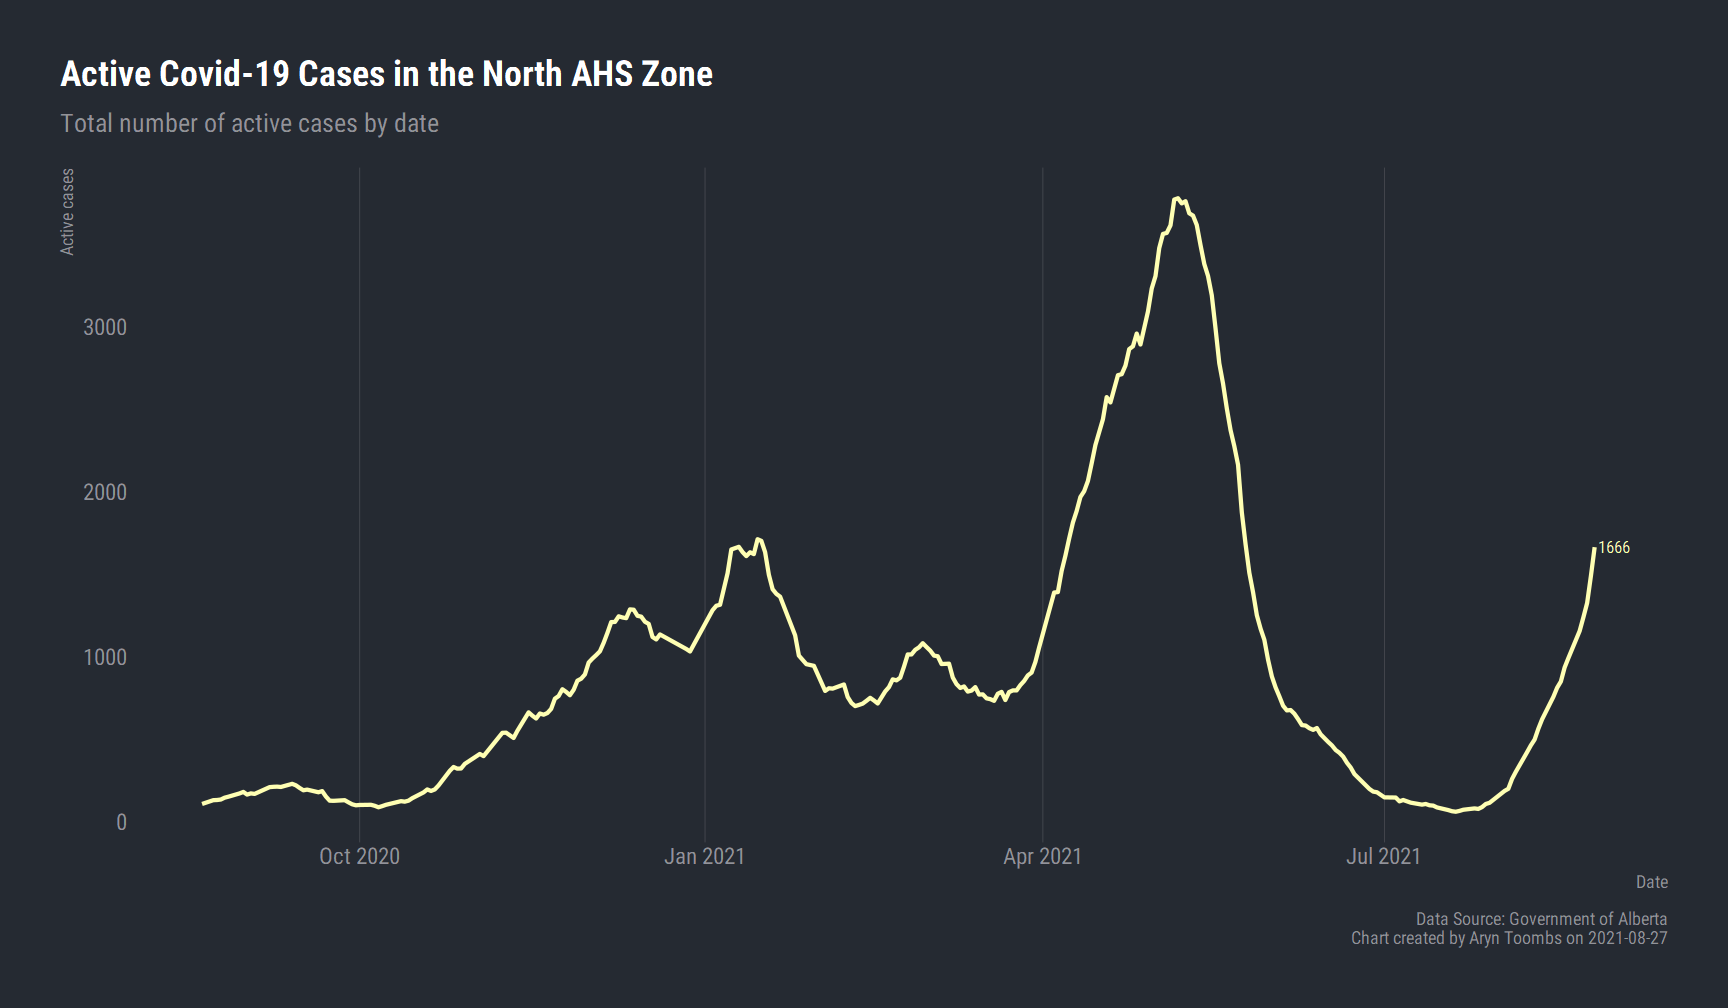 Active Covid-19 Cases in the North AHS Zone
Total number of active cases by date
Active cases
3000
2000
1000
0
1666
Oct 2020
Jan 2021
Apr 2021
Jul 2021
Date
Data Source: Government of Alberta
Chart created by Aryn Toombs on 2021-08-27